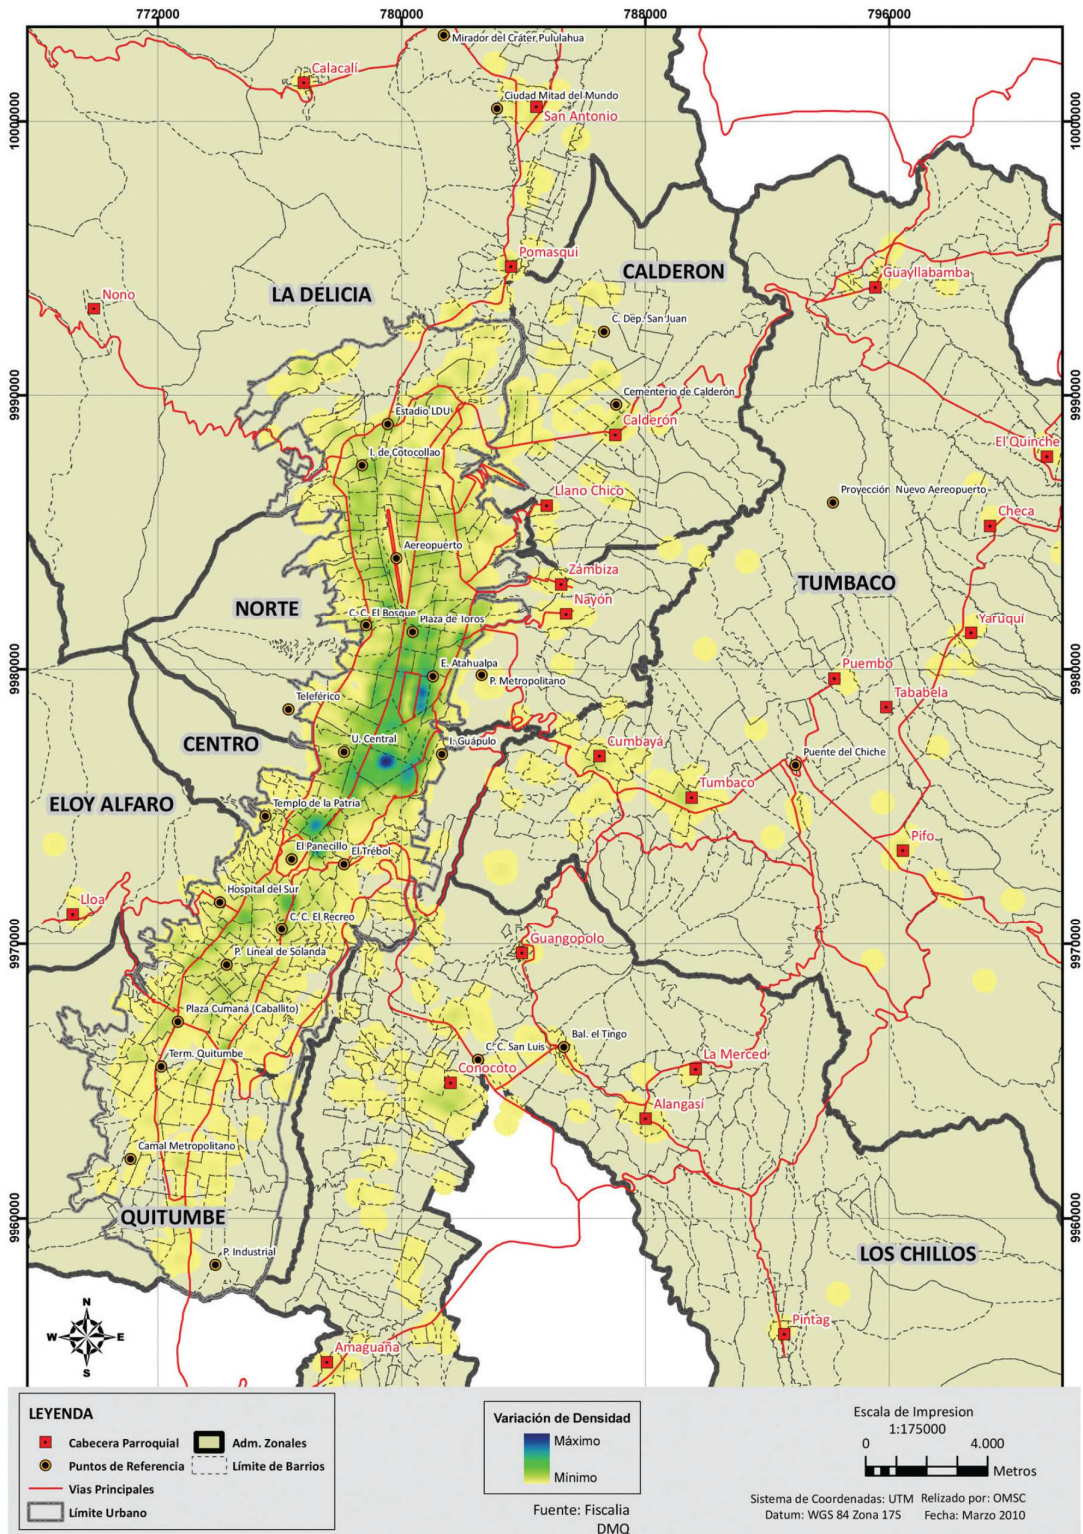 772000
780000
788000
796000
Mirador del Cráter Pululahua
Calacalí
Ciudad Mitad del Mundo
San Antonio
10000000
10000000
Pomasqui
CALDERON
Guayllabamba
LA DELICIA
Nono
C. Dep. San Juan
9990000
9990000
Cementerio de Calderón
Estadio LDU
Calderón
El Quinche
I. de Cotocollao
Llano Chico
Proyección Nuevo Aereopuerto
Checa
Aereopuerto
Zámbiza
TUMBACO
NORTE
Nayón
C. C. El Bosque
Plaza de Toros
Yaruquí
9980000
9980000
E. Atahualpa
P. Metropolitano
Puembo
Teleférico
Tababela
CENTRO
U. Central
I. Guápulo
Cumbayá
Puente del Chiche
ELOY ALFARO
Templo de la Patria
Tumbaco
El Panecillo
El Trébol
Pifo
Hospital del Sur
Lloa
C. C. El Recreo
Guangopolo
9970000
9970000
P. Lineal de Solanda
Plaza Cumaná (Caballito)
Bal. el Tingo
C. C. San Luis
La Merced
Term. Quitumbe
Conocoto
Alangasí
Camal Metropolitano
QUITUMBE
9960000
9960000
P. Industrial
LOS CHILLOS
N
W
E
S
Pintag
Amaguaña
LEYENDA
Cabecera Parroquial
Adm. Zonales
Puntos de Referencia
Límite de Barrios
Vias Principales
Límite Urbano
Variación de Densidad
Máximo
Mínimo
Fuente: Fiscalia
DMQ
Escala de Impresion
1:175000
0
4.000
Metros
Sistema de Coordenadas: UTM
Relizado por: OMSC
Datum: WGS 84 Zona 17S
Fecha: Marzo 2010